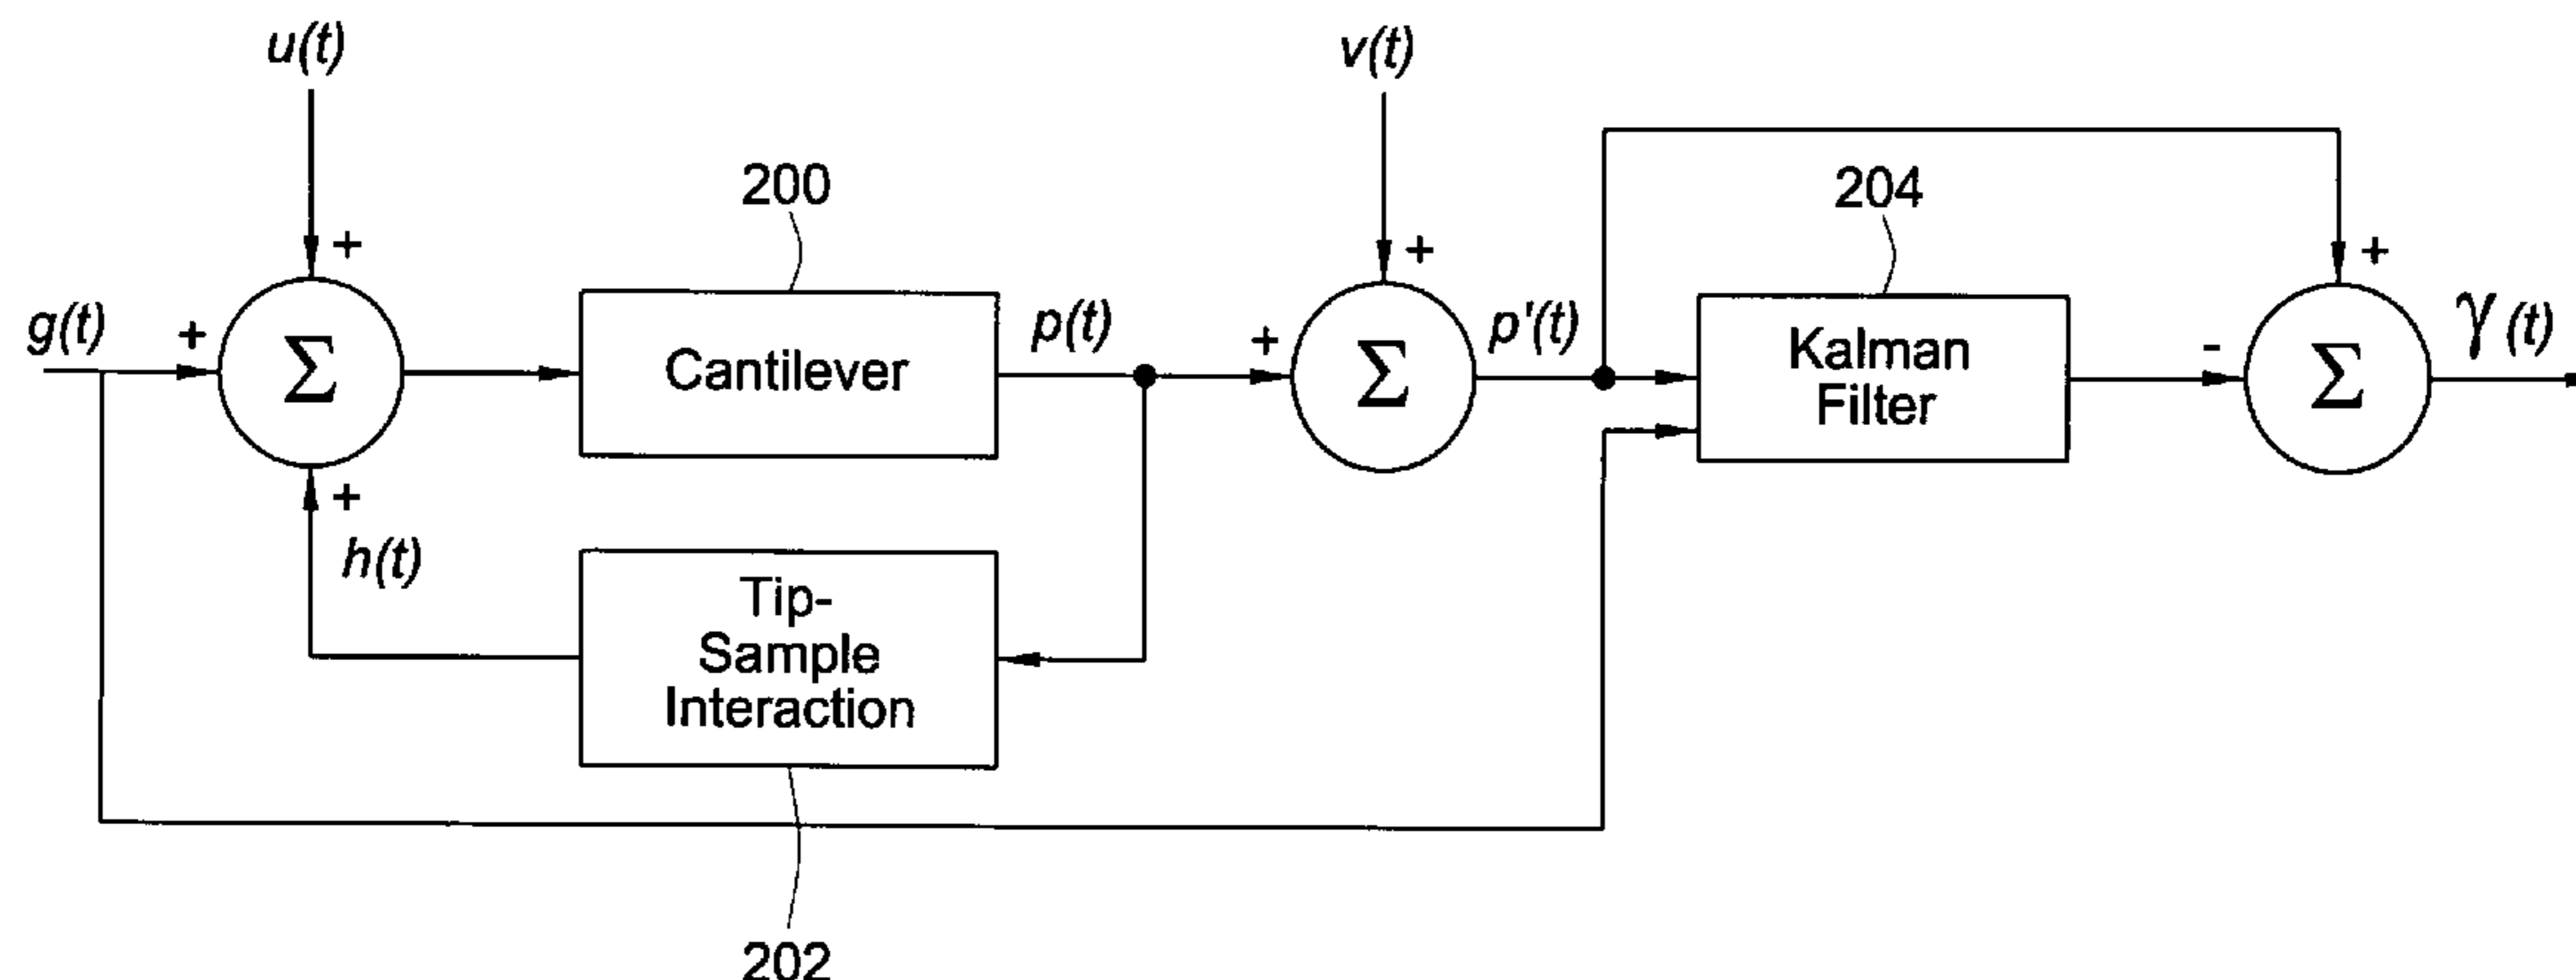 u(t)
v(t)
200
204
+
+
+
g(t)
+
Σ
Cantilever
p(t)
+
Σ
p'(t)
Kalman
Filter
-
Σ
γ (t)
+
h(t)
Tip-
Sample
Interaction
202